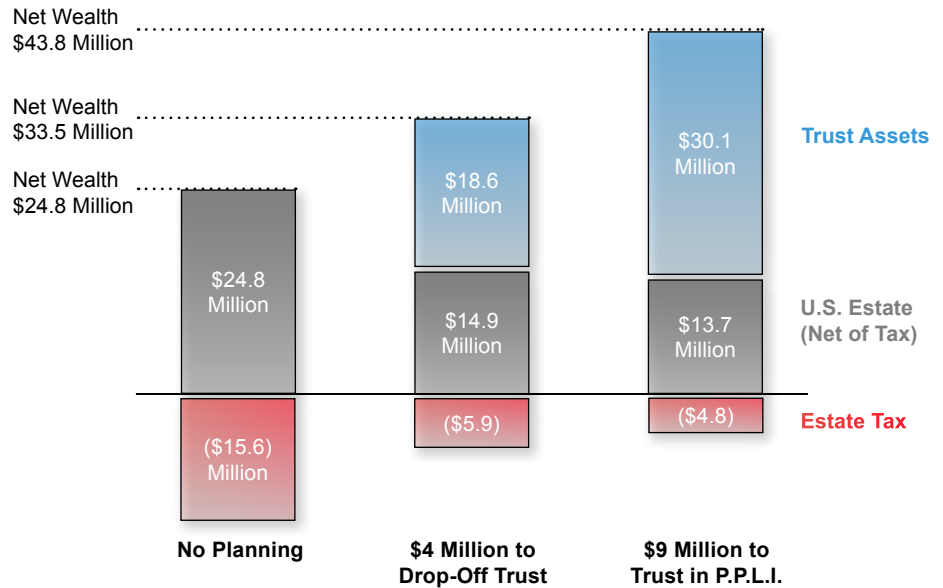 Net Wealth
$43.8 Million
Net Wealth
$33.5 Million
Net Wealth
$24.8 Million
$24.8
Million
($15.6)
Million
$18.6
Million
$14.9
Million
($5.9)
$30.1
Million
$13.7
Million
($4.8)
Trust Assets
U.S. Estate
(Net of Tax)
Estate Tax
No Planning
$4 Million to
Drop-Off Trust
$9 Million to
Trust in P.P.L.I.